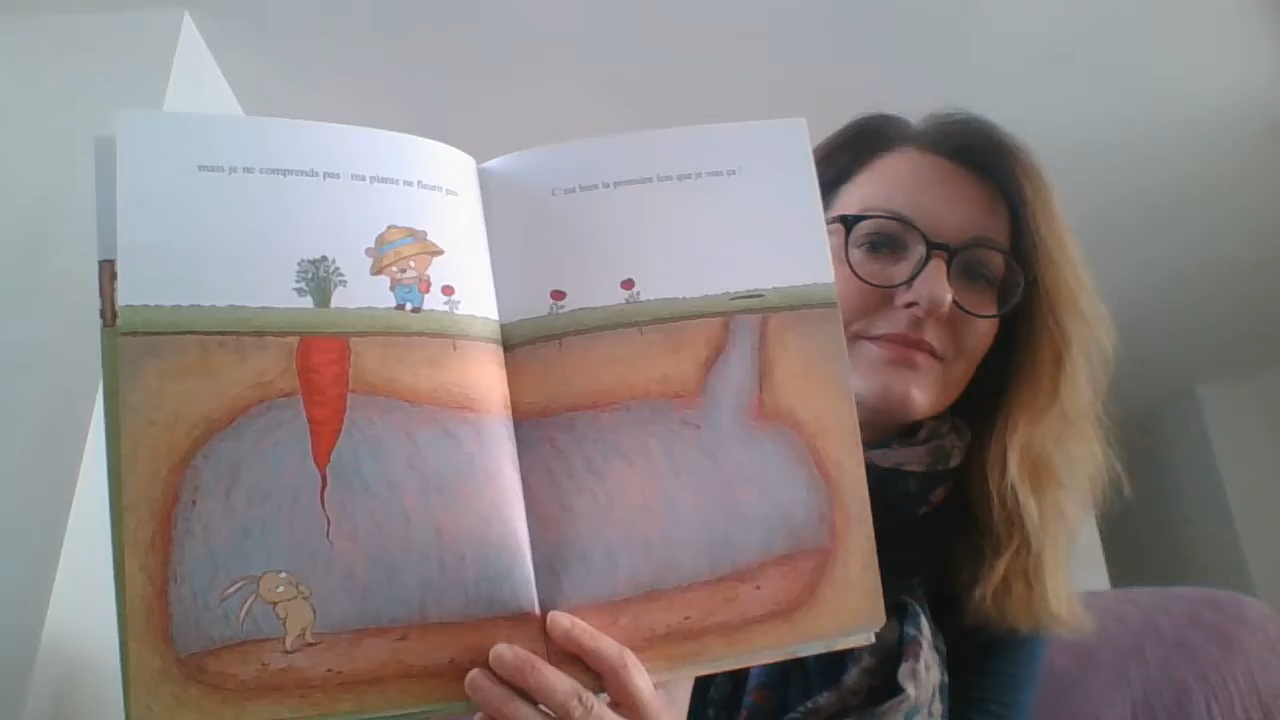 mais je ne comprends pas : ma plante ne fleurit pas.
C'est bien la première fois que je vois ça !